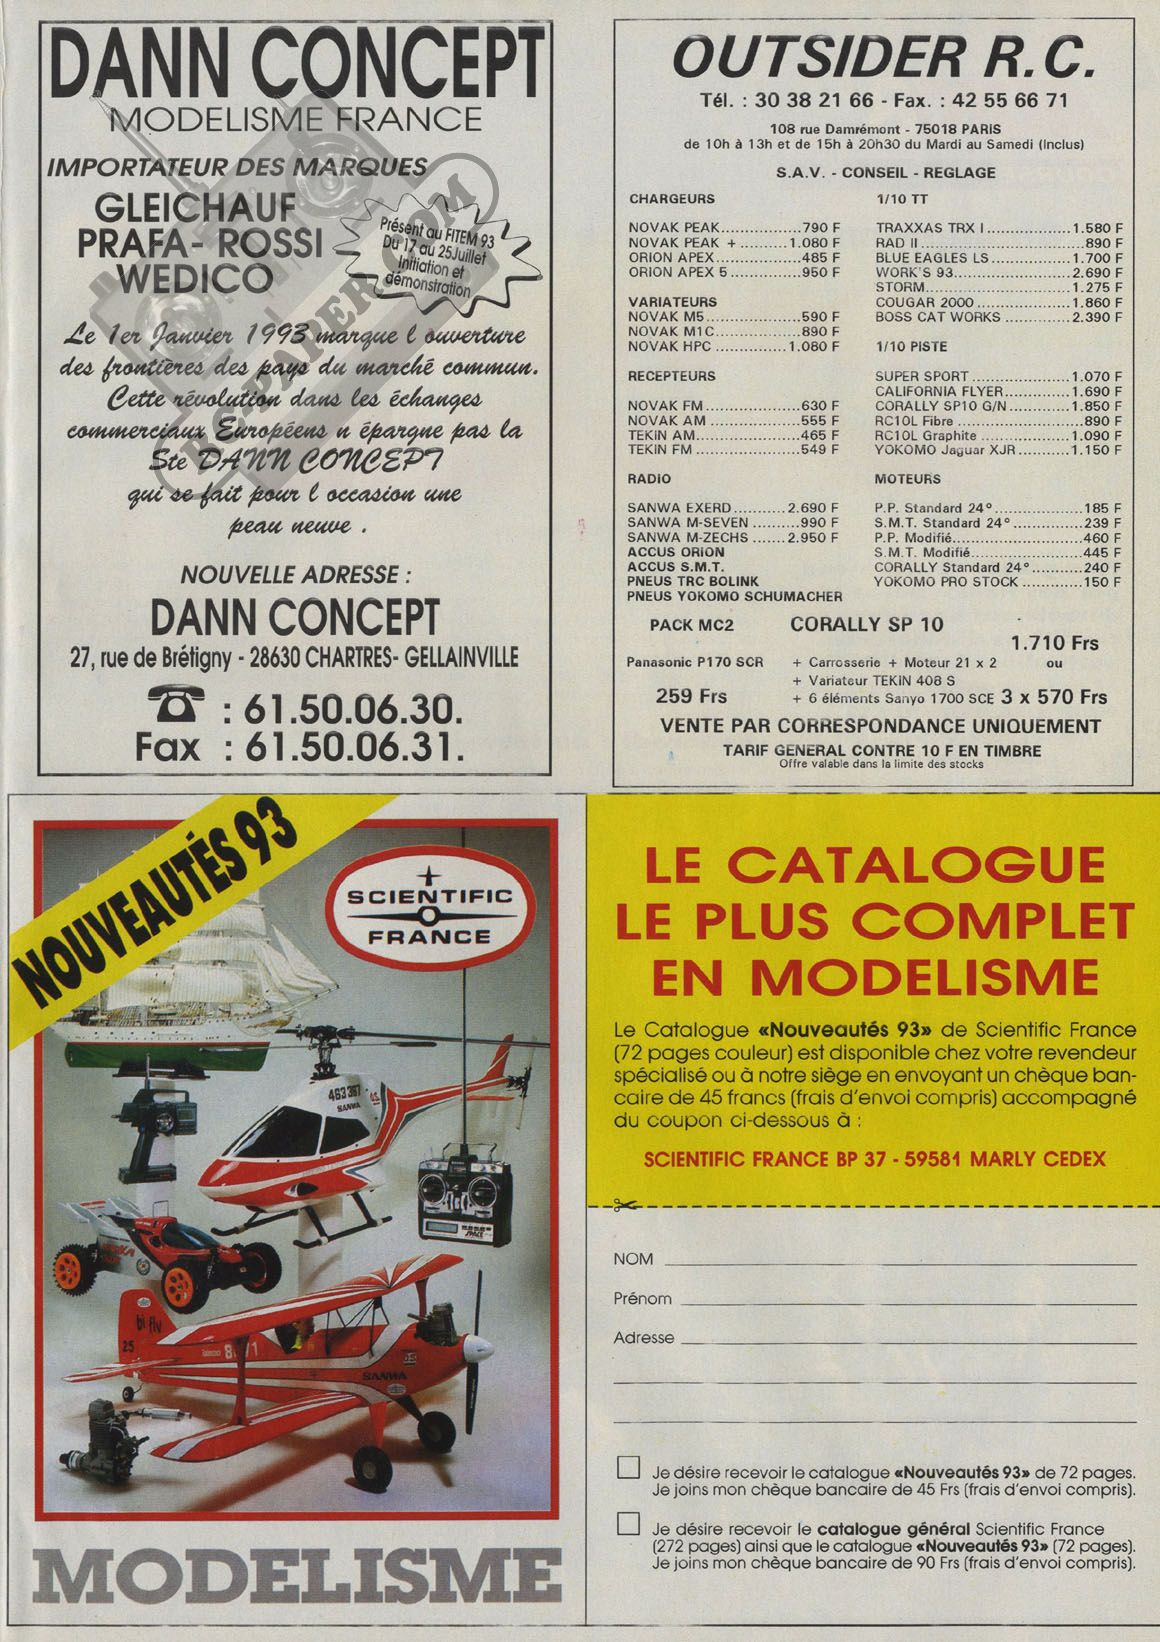 DANN CONCEPT
MODELISME FRANCE
IMPORTATEUR DES MARQUES
GLEICHAUF
PRAFA- ROSSI
WEDICO
Présent au FITEM 93
Du 17 au 25Juillet
Initiation et
démonstration
Le 1er Janvier 1993 marque l ouverture
des frontières des pays du marché commun.
Cette révolution dans les échanges
commerciaux Européens n épargne pas la
Ste DANN CONCEPT
qui se fait pour l occasion une
peau neuve .
NOUVELLE ADRESSE :
DANN CONCEPT
27, rue de Brétigny - 28630 CHARTRES- GELLAINVILLE
☎ : 61.50.06.30.
Fax : 61.50.06.31.
RC-PAPER.COM
OUTSIDER R.C.
Tél. : 30 38 21 66 - Fax. : 42 55 66 71
108 rue Damrémont - 75018 PARIS
de 10h à 13h et de 15h à 20h30 du Mardi au Samedi (Inclus)
S.A.V. - CONSEIL - REGLAGE
CHARGEURS
NOVAK PEAK................790 F
NOVAK PEAK +..........1.080 F
ORION APEX................485 F
ORION APEX 5.............950 F
VARIATEURS
NOVAK M5..................590 F
NOVAK M1C................890 F
NOVAK HPC...............1.080 F
RECEPTEURS
NOVAK FM..................630 F
NOVAK AM..................555 F
TEKIN AM....................465 F
TEKIN FM....................549 F
RADIO
SANWA EXERD..........2.690 F
SANWA M-SEVEN..........990 F
SANWA M-ZECHS.......2.950 F
ACCUS ORION
ACCUS S.M.T.
PNEUS TRC BOLINK
PNEUS YOKOMO SCHUMACHER
1/10 TT
TRAXXAS TRX I...............1.580 F
RAD II..............................890 F
BLUE EAGLES LS..............1.700 F
WORK'S 93.....................2.690 F
STORM............................1.275 F
COUGAR 2000.................1.860 F
BOSS CAT WORKS...........2.390 F
1/10 PISTE
SUPER SPORT..................1.070 F
CALIFORNIA FLYER...........1.690 F
CORALLY SP10 G/N...........1.850 F
RC10L Fibre.......................890 F
RC10L Graphite................1.090 F
YOKOMO Jaguar XJR.........1.150 F
MOTEURS
P.P. Standard 24°................185 F
S.M.T. Standard 24°.............239 F
P.P. Modifié.......................460 F
S.M.T. Modifié....................445 F
CORALLY Standard 24°.........240 F
YOKOMO PRO STOCK..........150 F
PACK MC2
Panasonic P170 SCR
259 Frs
CORALLY SP 10
+ Carrosserie + Moteur 21 x 2
+ Variateur TEKIN 408 S
+ 6 éléments Sanyo 1700 SCE
1.710 Frs
ou
3 x 570 Frs
VENTE PAR CORRESPONDANCE UNIQUEMENT
TARIF GENERAL CONTRE 10 F EN TIMBRE
Offre valable dans la limite des stocks
NOUVEAUTÉS 93
SCIENTIFIC
FRANCE
463 387
SANWA
O.S.
SPACE
bi fly
25
SANWA
O.S.
MODELISME
LE CATALOGUE
LE PLUS COMPLET
EN MODELISME
Le Catalogue «Nouveautés 93» de Scientific France
(72 pages couleur) est disponible chez votre revendeur
spécialisé ou à notre siège en envoyant un chèque ban-
caire de 45 francs (frais d'envoi compris) accompagné
du coupon ci-dessous à :
SCIENTIFIC FRANCE BP 37 - 59581 MARLY CEDEX
NOM
Prénom
Adresse
Je désire recevoir le catalogue «Nouveautés 93» de 72 pages.
Je joins mon chèque bancaire de 45 Frs (frais d'envoi compris).
Je désire recevoir le catalogue général Scientific France
(272 pages) ainsi que le catalogue «Nouveautés 93» (72 pages).
Je joins mon chèque bancaire de 90 Frs (frais d'envoi compris).